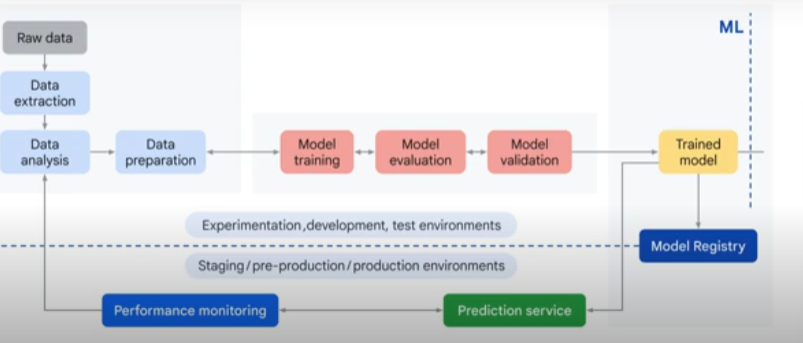 ML
Raw data
Data
extraction
Data
analysis
Data
preparation
Model
training
Model
evaluation
Model
validation
Trained
model
Experimentation,development, test environments
Model Registry
Staging/pre-production/production environments
Performance monitoring
Prediction service